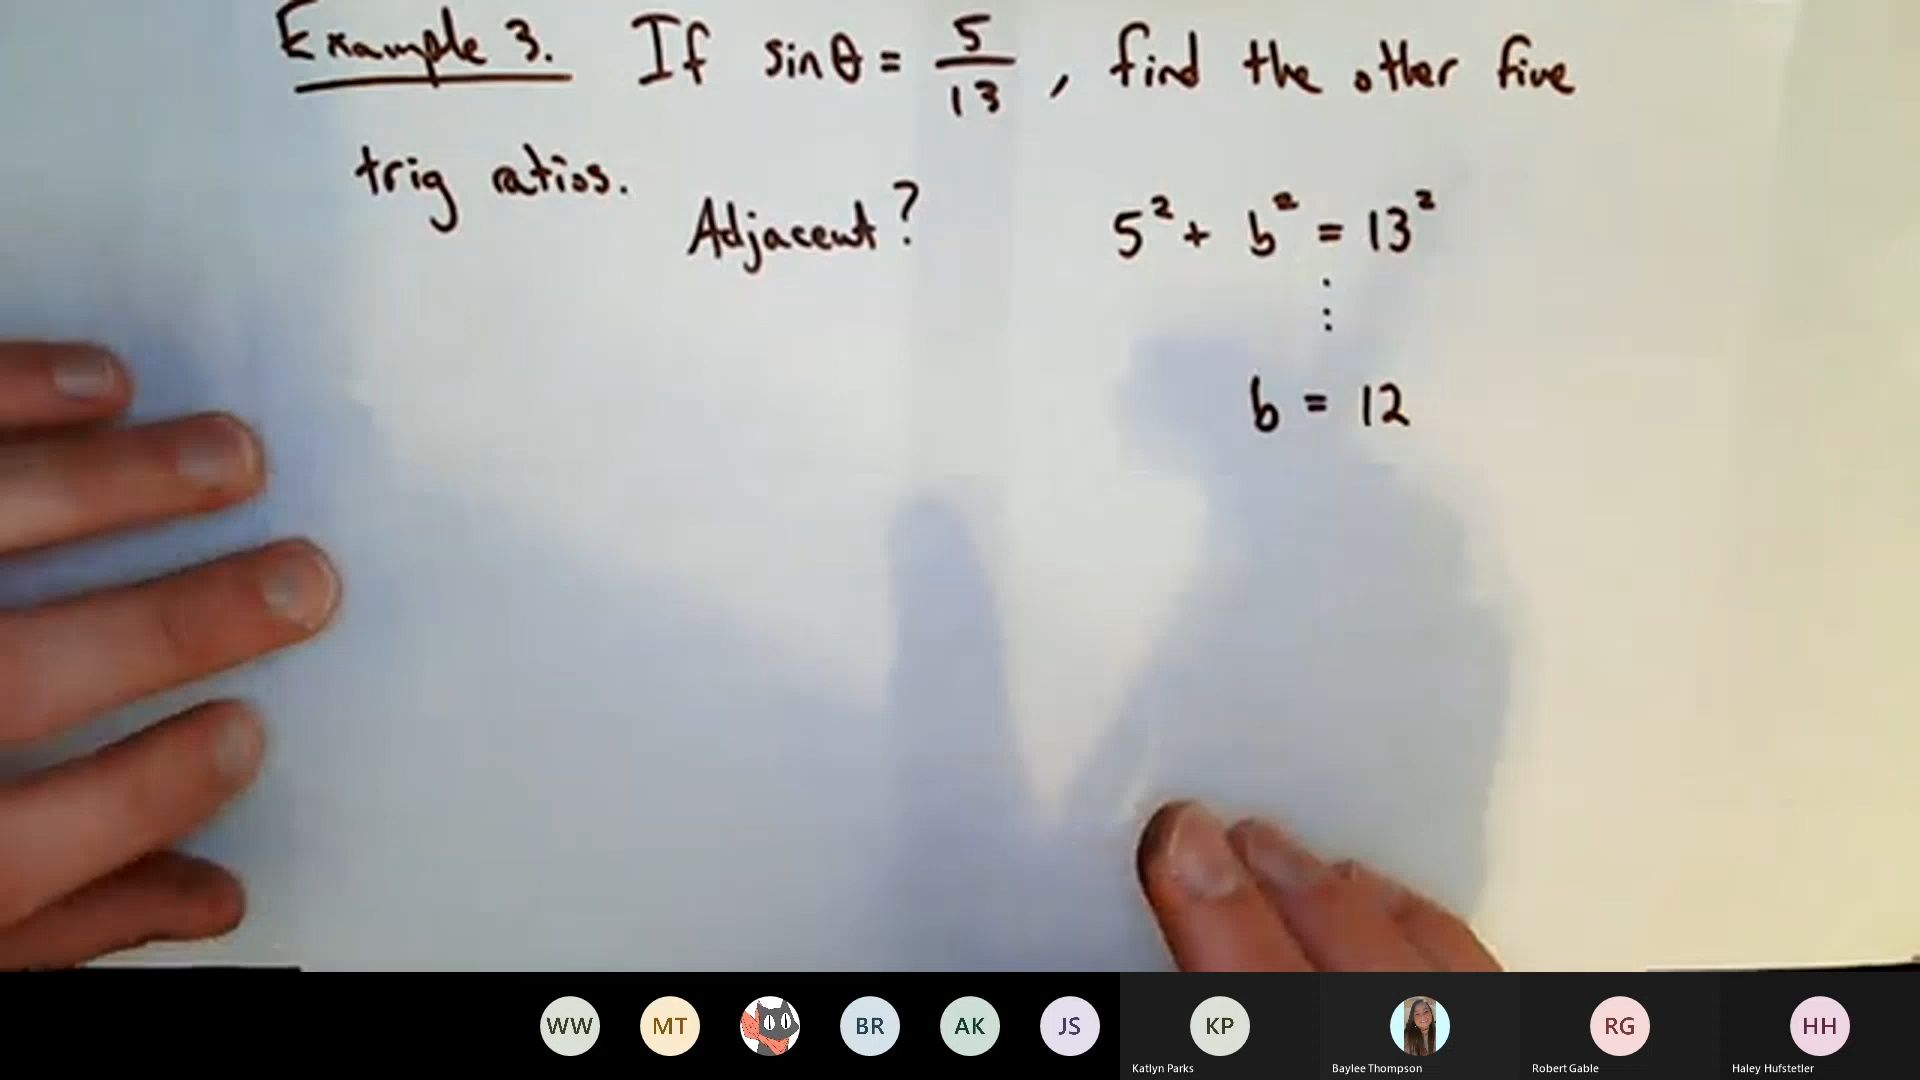 Example 3. If sinθ = 5/13, find the other five
trig ratios.
Adjacent? 5² + b² = 13²
⋮
b = 12
WW MT BR AK JS KP RG HH
Katlyn Parks Baylee Thompson Robert Gable Haley Hufstetler